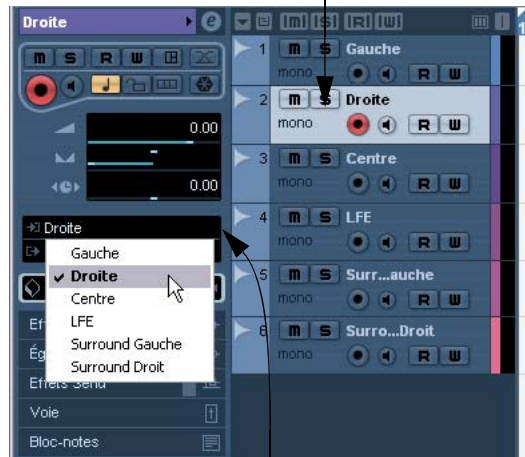 Droite
e
m S R W
0.00
0.00
Droite
Gauche
Droite
Centre
LFE
Surround Gauche
Surround Droit
Ef
Ég
Effets Send
Voie
Bloc-notes
m S R W
1 m S Gauche
mono R W
2 m S Droite
mono R W
3 m S Centre
mono R W
4 m S LFE
mono R W
5 m S Surr...auche
mono R W
6 m S Surro...Droit
mono R W
1